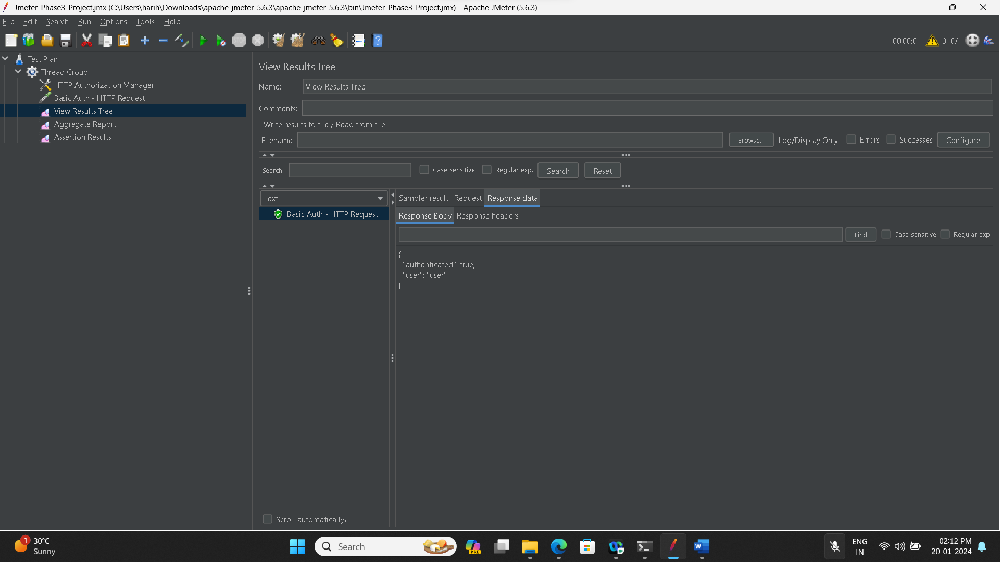 Jmeter_Phase3_Project.jmx (C:\Users\harih\Downloads\apache-jmeter-5.6.3\apache-jmeter-5.6.3\bin\Jmeter_Phase3_Project.jmx) - Apache JMeter (5.6.3)
File Edit Search Run Options Tools Help
STOP
00:00:01 0 0/1
Test Plan
Thread Group
HTTP Authorization Manager
Basic Auth - HTTP Request
View Results Tree
Aggregate Report
Assertion Results
View Results Tree
Name: View Results Tree
Comments:
Write results to file / Read from file
Filename Browse... Log/Display Only: Errors Successes Configure
Search: Case sensitive Regular exp. Search Reset
Text
Basic Auth - HTTP Request
Scroll automatically?
Sampler result Request Response data
Response Body Response headers
Find Case sensitive Regular exp.
{
"authenticated": true,
"user": "user"
}
1
30°C
Sunny
Search
PRE
W
ENG
IN
02:12 PM
20-01-2024